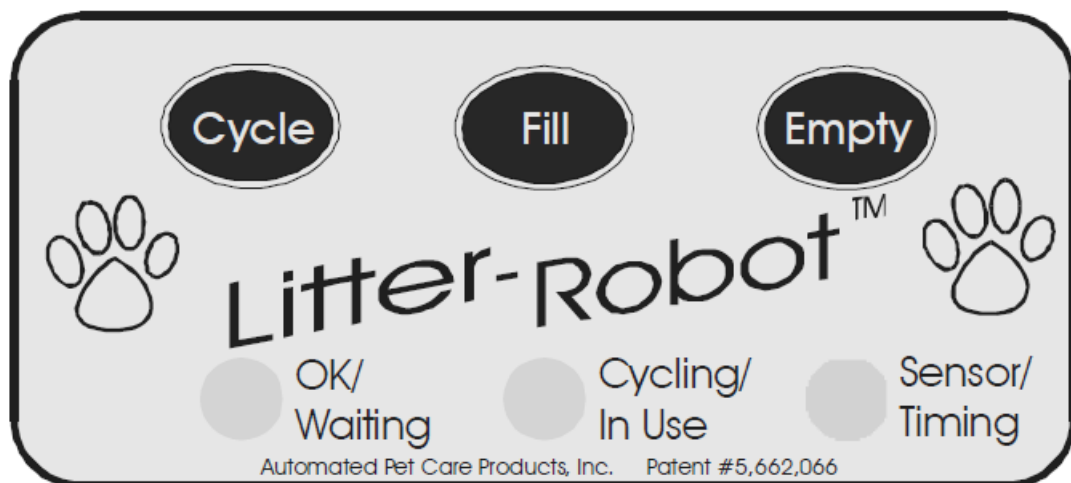 Cycle Fill Empty
Litter-Robot™
OK/ Cycling/ Sensor/
Waiting In Use Timing
Automated Pet Care Products, Inc. Patent #5,662,066